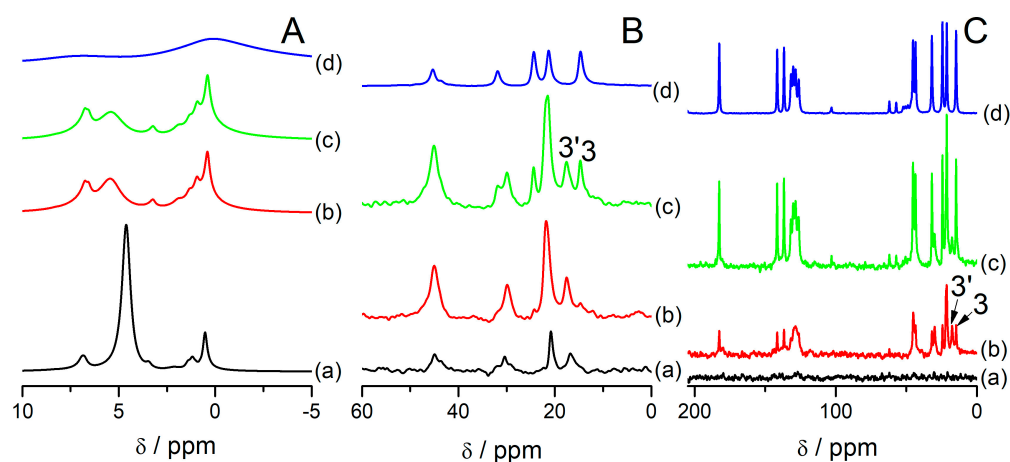 A
(d)
(c)
(b)
(a)
10 5 0 -5
δ / ppm
B
(d)
3' 3
(c)
(b)
(a)
60 40 20 0
δ / ppm
C
(d)
(c)
3'
3
(b)
(a)
200 100 0
δ / ppm